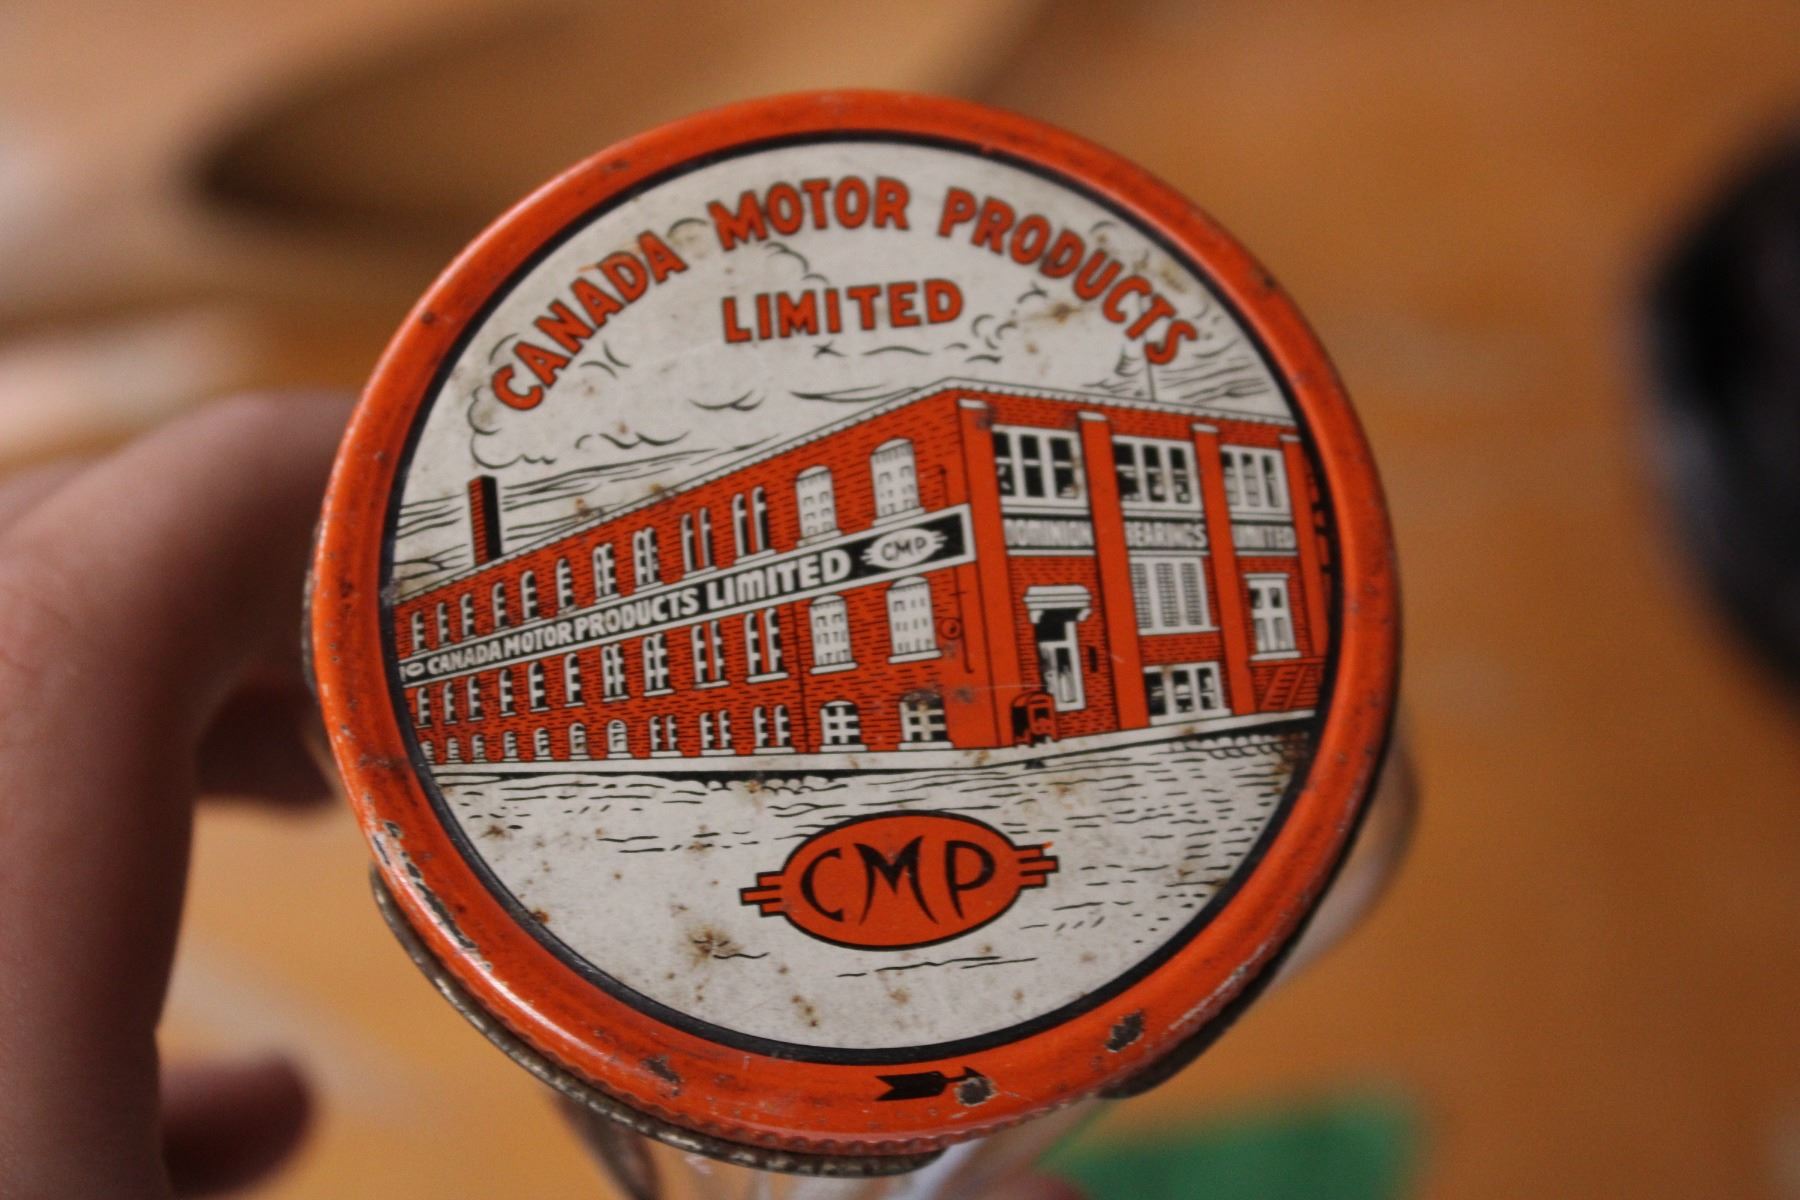 CANADA MOTOR PRODUCTS
LIMITED
CANADA MOTOR PRODUCTS LIMITED CMP
DOMINION BEARINGS LIMITED
CMP